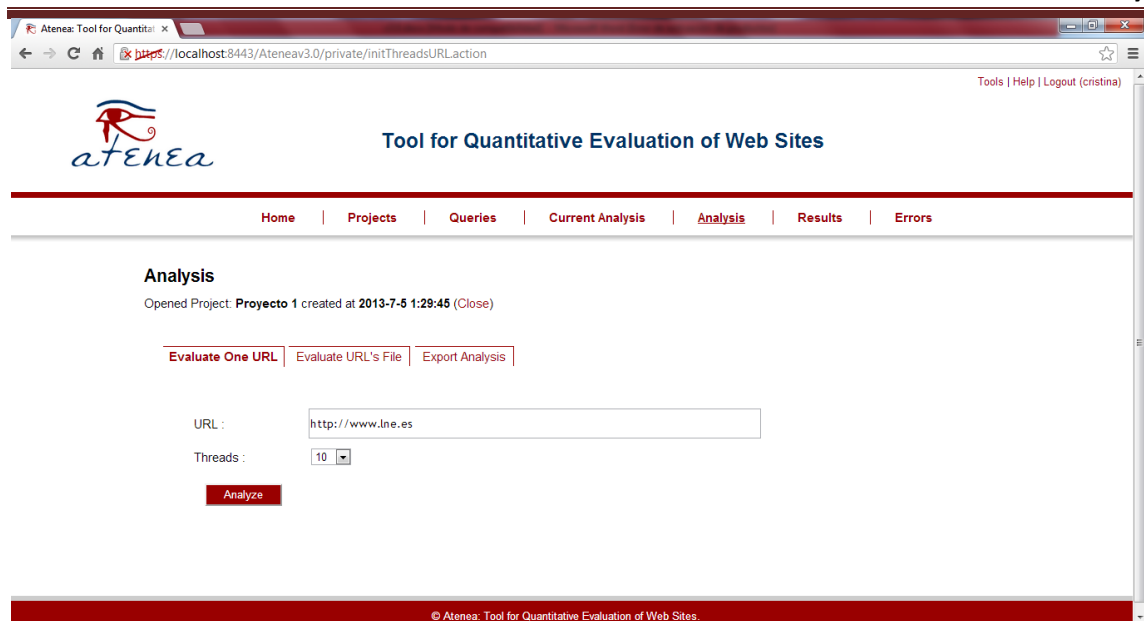 Atenea: Tool for Quantitat
https://localhost:8443/Ateneav3.0/private/initThreadsURL.action
Tools | Help | Logout (cristina)
atenea
Tool for Quantitative Evaluation of Web Sites
Home | Projects | Queries | Current Analysis | Analysis | Results | Errors
Analysis
Opened Project: Proyecto 1 created at 2013-7-5 1:29:45 (Close)
Evaluate One URL | Evaluate URL's File | Export Analysis
URL : http://www.lne.es
Threads : 10
Analyze
© Atenea: Tool for Quantitative Evaluation of Web Sites.